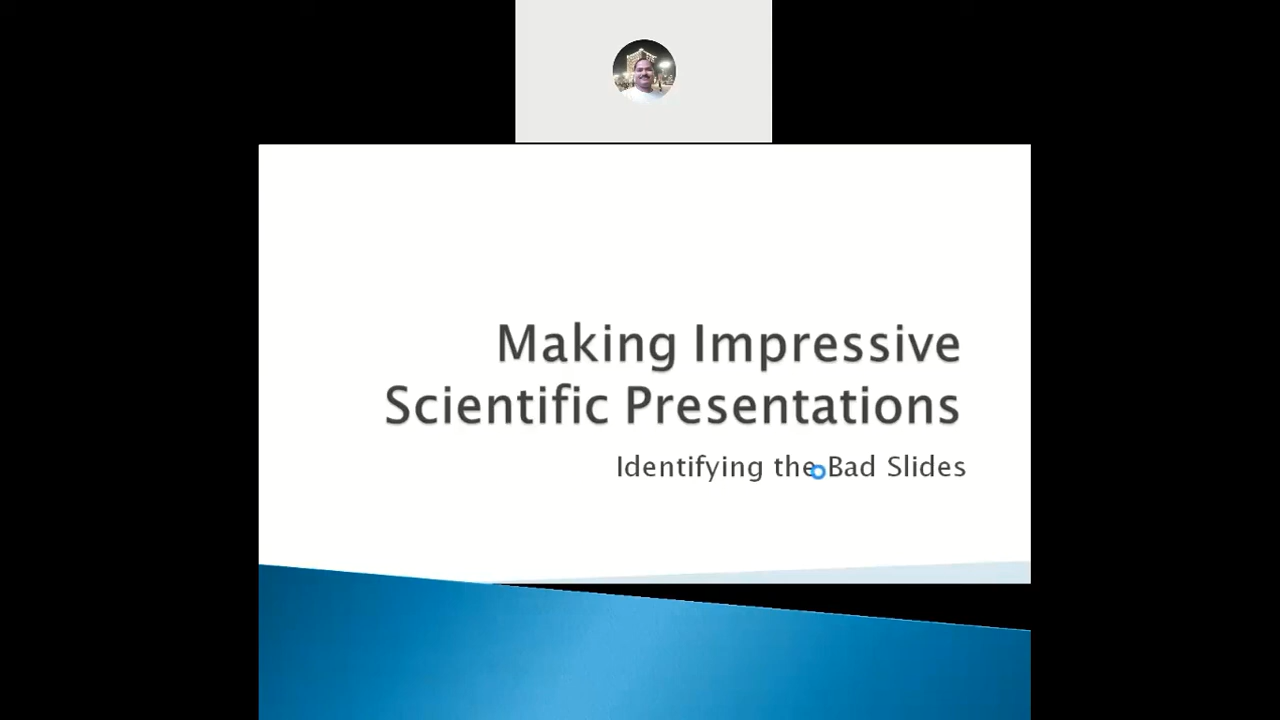 Making Impressive
Scientific Presentations
Identifying the Bad Slides